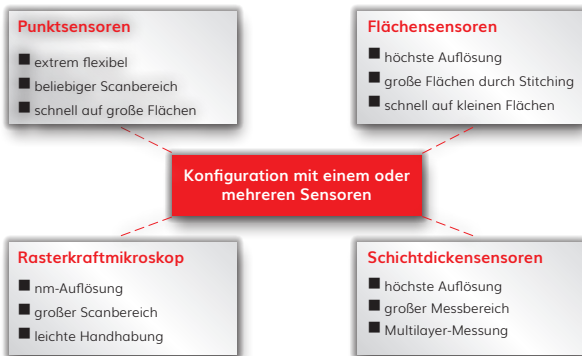 Punktsensoren
■ extrem flexibel
■ beliebiger Scanbereich
■ schnell auf große Flächen
Flächensensoren
■ höchste Auflösung
■ große Flächen durch Stitching
■ schnell auf kleinen Flächen
Konfiguration mit einem oder
mehreren Sensoren
Rasterkraftmikroskop
■ nm-Auflösung
■ großer Scanbereich
■ leichte Handhabung
Schichtdickensensoren
■ höchste Auflösung
■ großer Messbereich
■ Multilayer-Messung